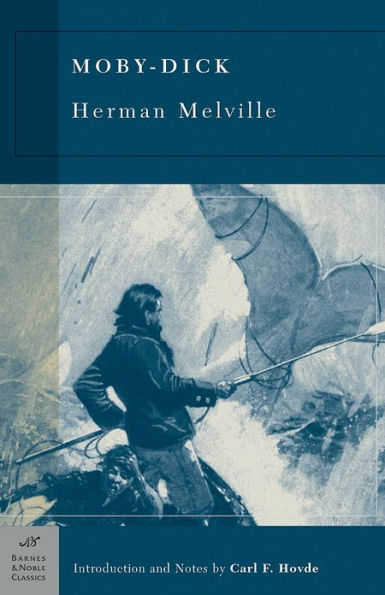 MOBY-DICK
Herman Melville
BARNES
& NOBLE
CLASSICS
Introduction and Notes by Carl F. Hovde